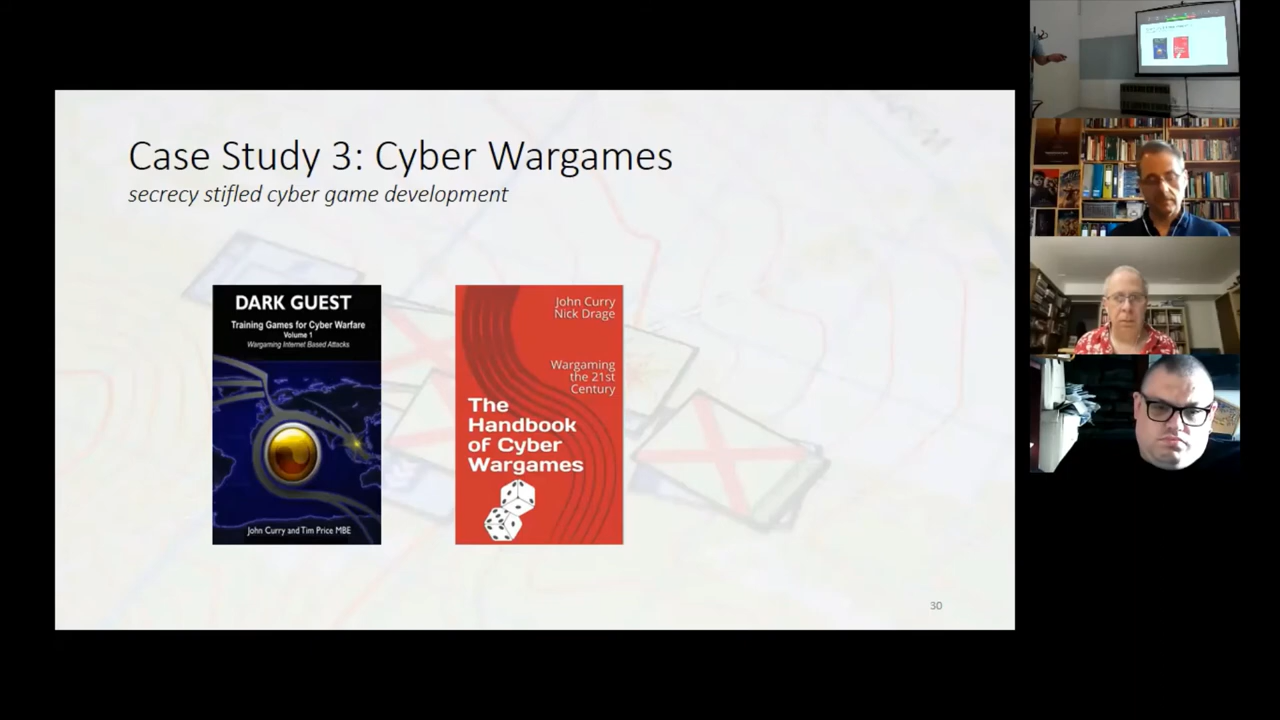 Case Study 3: Cyber Wargames
secrecy stifled cyber game development
DARK GUEST
Training Games for Cyber Warfare
Volume 1
Wargaming Internet Based Attacks
John Curry and Tim Price MBE
John Curry
Nick Drage
Wargaming
the 21st
Century
The
Handbook
of Cyber
Wargames
30